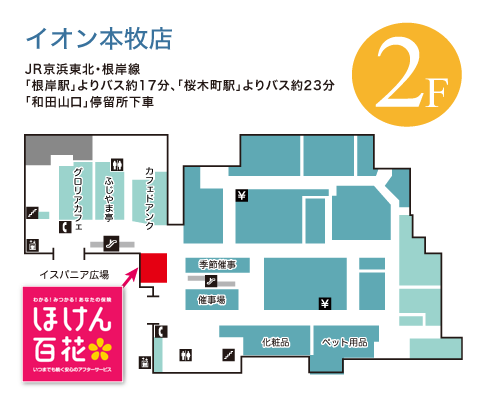 イオン本牧店
JR京浜東北・根岸線
「根岸駅」よりバス約17分、「桜木町駅」よりバス約23分
「和田山口」停留所下車
2F
グロリアカフェ
ふじやま亭
カフェドアンク
¥
イスパニア広場
季節催事
催事場
¥
わかる!みつかる!あなたの保険
ほけん
百花
いつまでも続く安心のアフターサービス
化粧品
ペット用品